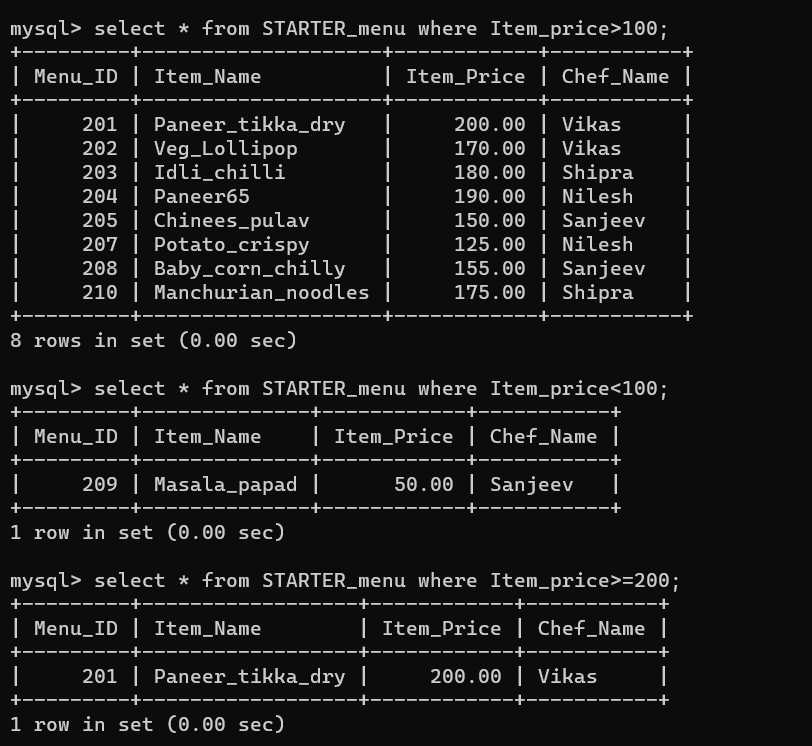 mysql> select * from STARTER_menu where Item_price>100;
+---------+--------------------+------------+-----------+
| Menu_ID | Item_Name          | Item_Price | Chef_Name |
+---------+--------------------+------------+-----------+
|     201 | Paneer_tikka_dry   |     200.00 | Vikas     |
|     202 | Veg_Lollipop       |     170.00 | Vikas     |
|     203 | Idli_chilli        |     180.00 | Shipra    |
|     204 | Paneer65           |     190.00 | Nilesh    |
|     205 | Chinees_pulav      |     150.00 | Sanjeev   |
|     207 | Potato_crispy      |     125.00 | Nilesh    |
|     208 | Baby_corn_chilly   |     155.00 | Sanjeev   |
|     210 | Manchurian_noodles |     175.00 | Shipra    |
+---------+--------------------+------------+-----------+
8 rows in set (0.00 sec)
mysql> select * from STARTER_menu where Item_price<100;
+---------+--------------+------------+-----------+
| Menu_ID | Item_Name    | Item_Price | Chef_Name |
+---------+--------------+------------+-----------+
|     209 | Masala_papad |      50.00 | Sanjeev   |
+---------+--------------+------------+-----------+
1 row in set (0.00 sec)
mysql> select * from STARTER_menu where Item_price>=200;
+---------+------------------+------------+-----------+
| Menu_ID | Item_Name        | Item_Price | Chef_Name |
+---------+------------------+------------+-----------+
|     201 | Paneer_tikka_dry |     200.00 | Vikas     |
+---------+------------------+------------+-----------+
1 row in set (0.00 sec)